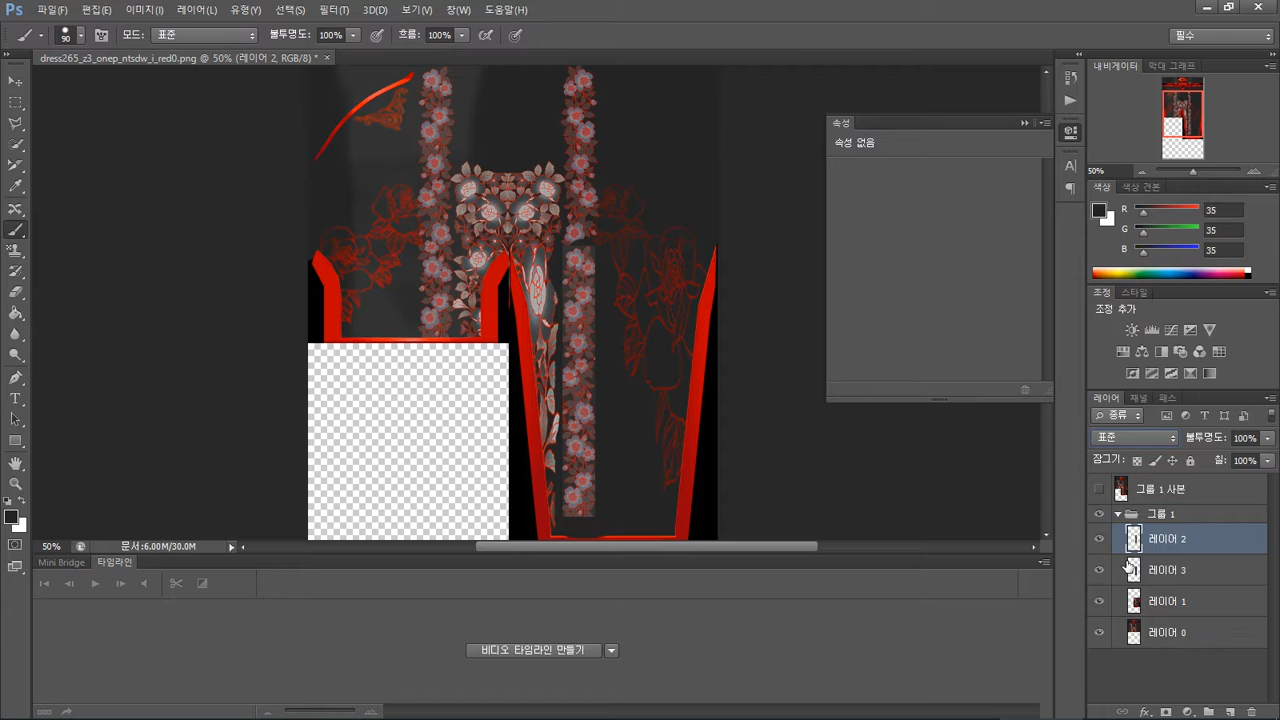 Ps 파일(F) 편집(E) 이미지(I) 레이어(L) 유형(Y) 선택(S) 필터(T) 3D(D) 보기(V) 창(W) 도움말(H)
90 모드: 표준 불투명도: 100% 흐름: 100% 필수
dress265_z3_onep_ntsdw_i_red0.png @ 50% (레이어 2, RGB/8) * ×
내비게이터 막대 그래프
속성
속성 없음
50%
색상 색상 견본
R 35
G 35
B 35
조정 스타일
조정 추가
레이어 채널 패스
종류
표준 불투명도: 100%
잠그기: 칠: 100%
그룹 1 사본
그룹 1
레이어 2
레이어 3
레이어 1
레이어 0
50% 문서:6.00M/30.0M
Mini Bridge 타임라인
비디오 타임라인 만들기